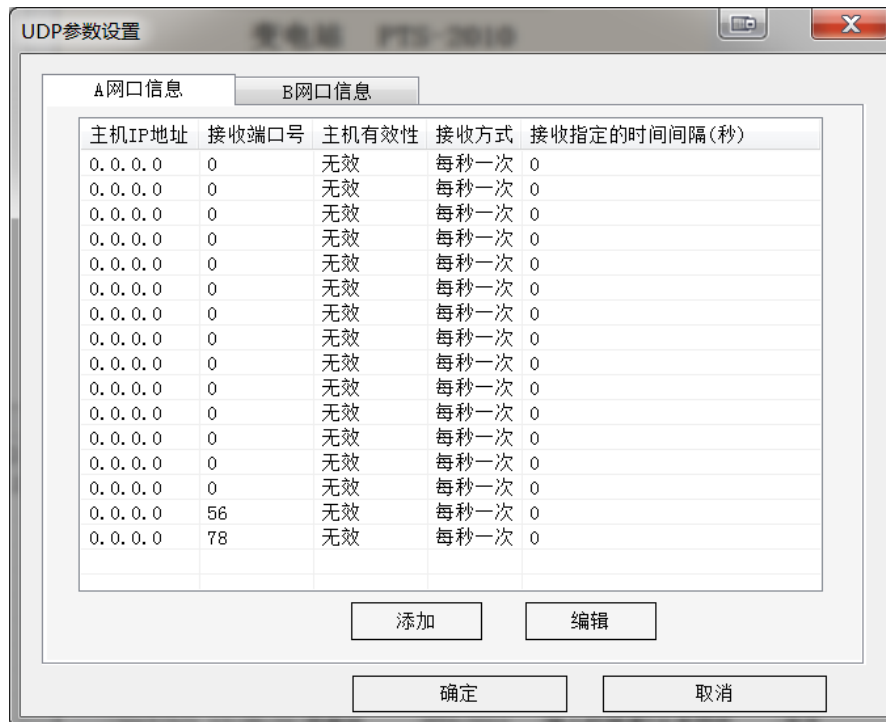 UDP参数设置
变电站 PTS-2010
A网口信息 B网口信息
主机IP地址 接收端口号 主机有效性 接收方式 接收指定的时间间隔(秒)
0.0.0.0 0 无效 每秒一次 0
0.0.0.0 0 无效 每秒一次 0
0.0.0.0 0 无效 每秒一次 0
0.0.0.0 0 无效 每秒一次 0
0.0.0.0 0 无效 每秒一次 0
0.0.0.0 0 无效 每秒一次 0
0.0.0.0 0 无效 每秒一次 0
0.0.0.0 0 无效 每秒一次 0
0.0.0.0 0 无效 每秒一次 0
0.0.0.0 0 无效 每秒一次 0
0.0.0.0 0 无效 每秒一次 0
0.0.0.0 0 无效 每秒一次 0
0.0.0.0 0 无效 每秒一次 0
0.0.0.0 0 无效 每秒一次 0
0.0.0.0 56 无效 每秒一次 0
0.0.0.0 78 无效 每秒一次 0
添加 编辑
确定 取消